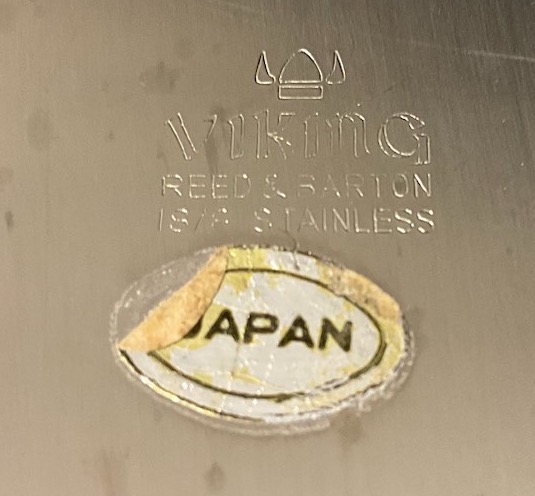 VIKING
REED & BARTON
18/8 STAINLESS
JAPAN